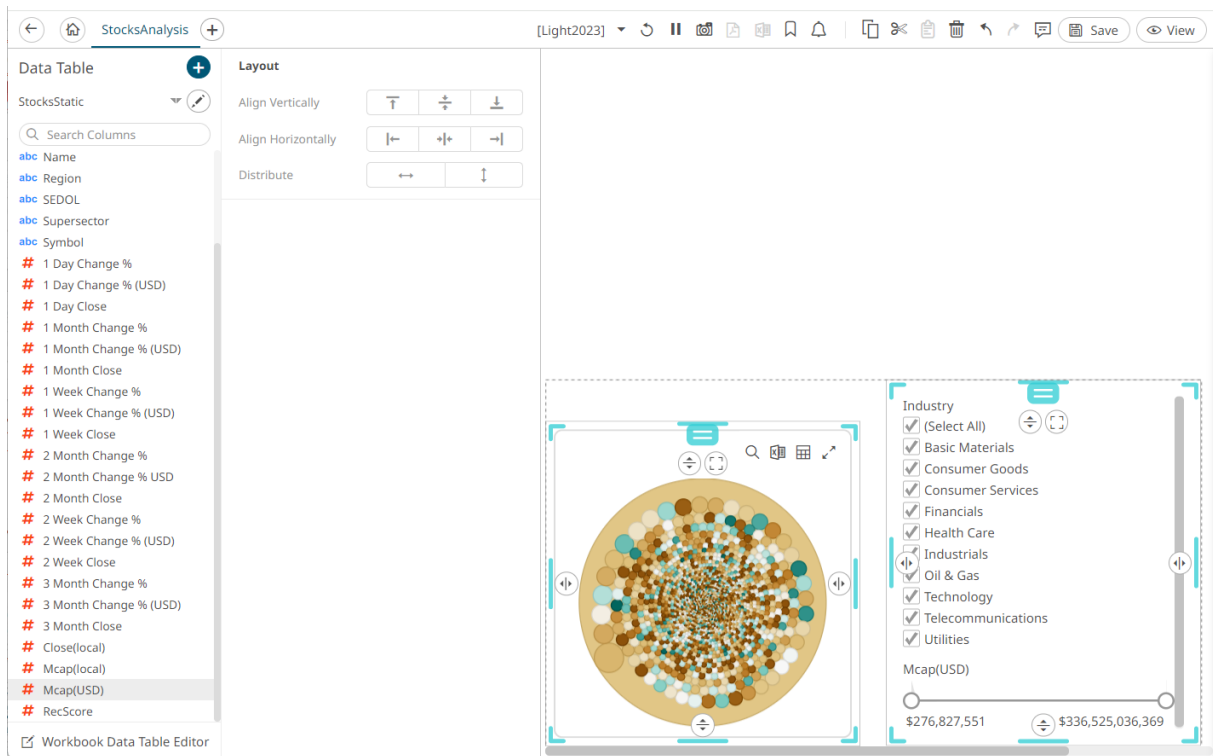 StocksAnalysis
[Light2023]
Save
View
Data Table
StocksStatic
Search Columns
abc Name
abc Region
abc SEDOL
abc Supersector
abc Symbol
# 1 Day Change %
# 1 Day Change % (USD)
# 1 Day Close
# 1 Month Change %
# 1 Month Change % (USD)
# 1 Month Close
# 1 Week Change %
# 1 Week Change % (USD)
# 1 Week Close
# 2 Month Change %
# 2 Month Change % USD
# 2 Month Close
# 2 Week Change %
# 2 Week Change % (USD)
# 2 Week Close
# 3 Month Change %
# 3 Month Change % (USD)
# 3 Month Close
# Close(local)
# Mcap(local)
# Mcap(USD)
# RecScore
Workbook Data Table Editor
Layout
Align Vertically
Align Horizontally
Distribute
Industry
(Select All)
Basic Materials
Consumer Goods
Consumer Services
Financials
Health Care
Industrials
Oil & Gas
Technology
Telecommunications
Utilities
Mcap(USD)
$276,827,551 $336,525,036,369